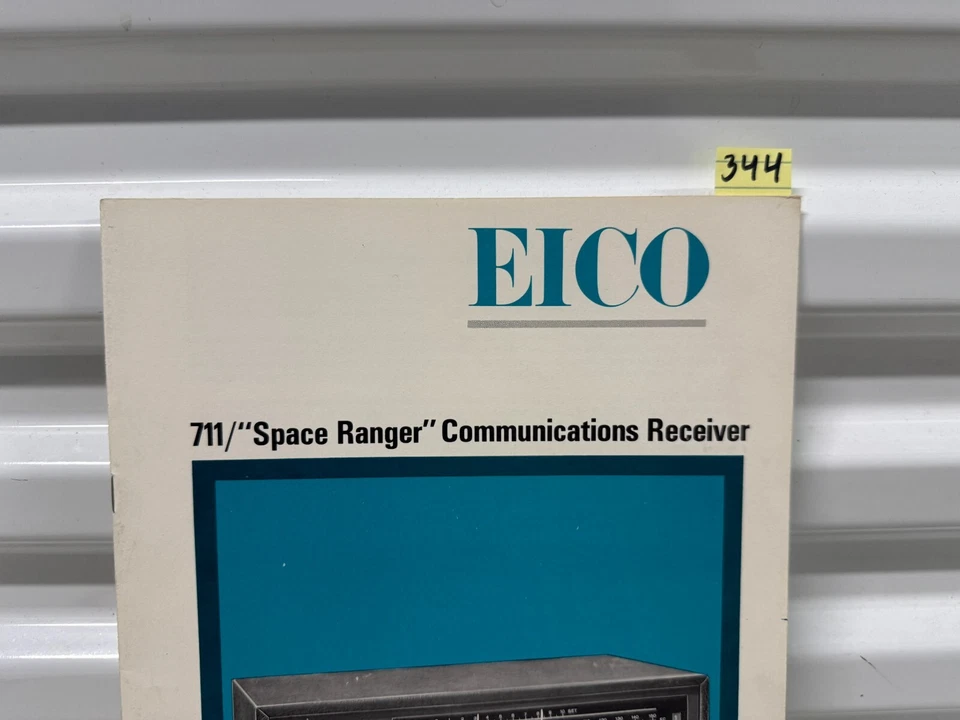 344
EICO
711/"Space Ranger" Communications Receiver